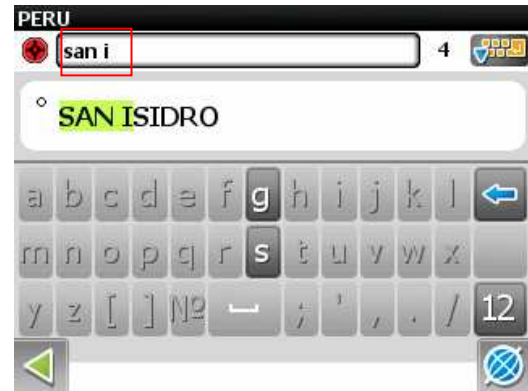 PERU
san i 4
SAN ISIDRO
a b c d e f g h i j k l
m n o p q r s t u v w x
y z [ ] Nº ; ' , . / 12